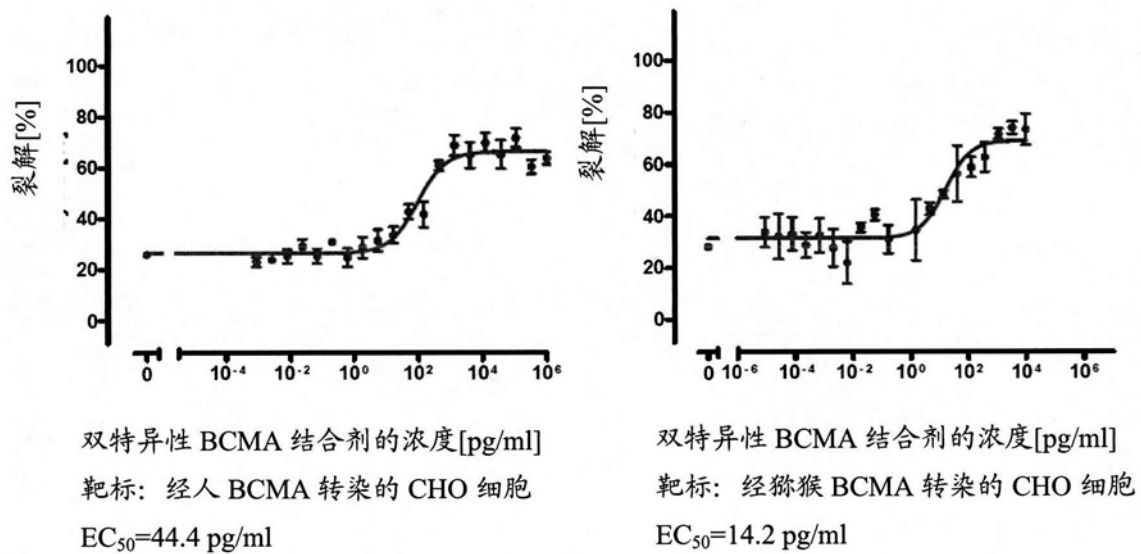 100
80
60
40
20
0
裂解[%]
0 10⁻⁴ 10⁻² 10⁰ 10² 10⁴ 10⁶
双特异性 BCMA 结合剂的浓度[pg/ml]
靶标：经人 BCMA 转染的 CHO 细胞
EC₅₀=44.4 pg/ml
100
80
60
40
20
0
裂解[%]
0 10⁻⁶ 10⁻⁴ 10⁻² 10⁰ 10² 10⁴ 10⁶
双特异性 BCMA 结合剂的浓度[pg/ml]
靶标：经猕猴 BCMA 转染的 CHO 细胞
EC₅₀=14.2 pg/ml